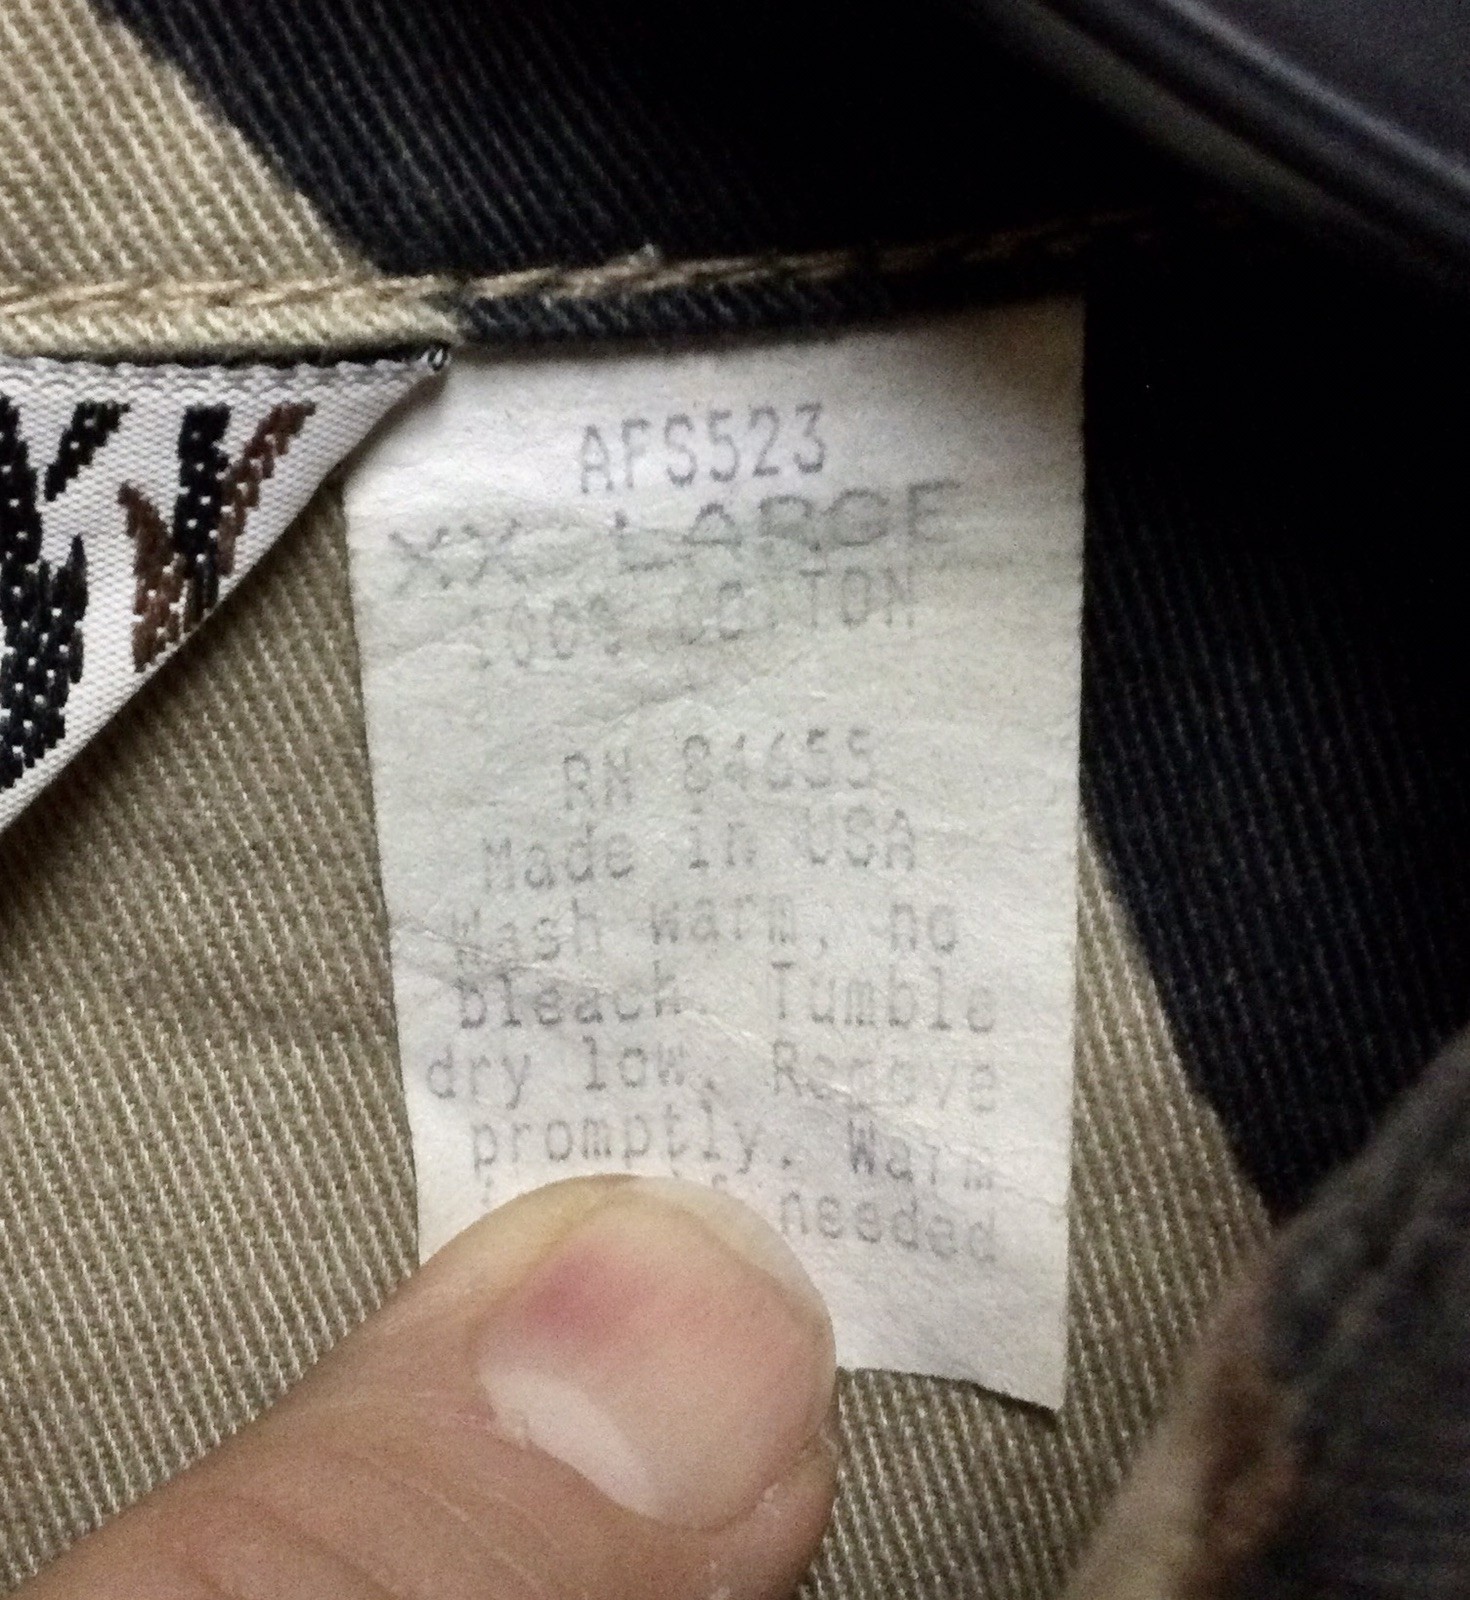 AFS523
XX LARGE
100% COTTON
RN 84655
Made in USA
Wash warm, no
bleach. Tumble
dry low. Remove
promptly. Warm
needed